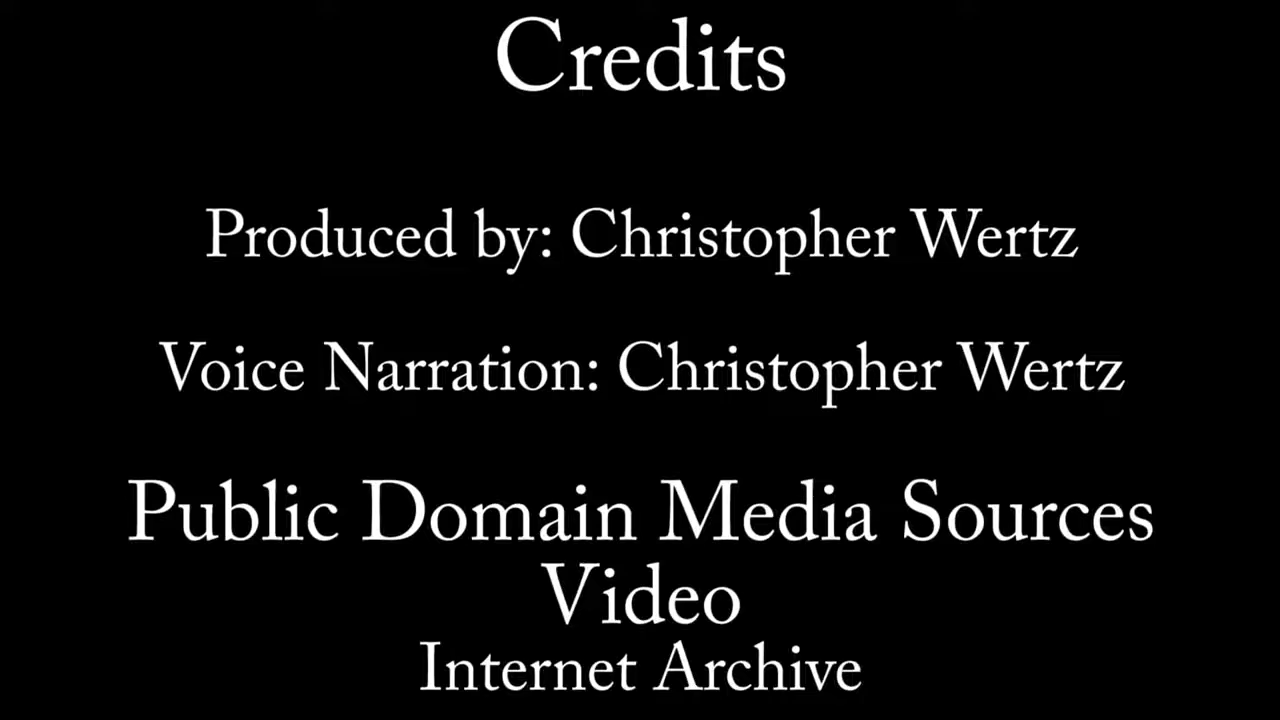 Credits
Produced by: Christopher Wertz
Voice Narration: Christopher Wertz
Public Domain Media Sources
Video
Internet Archive